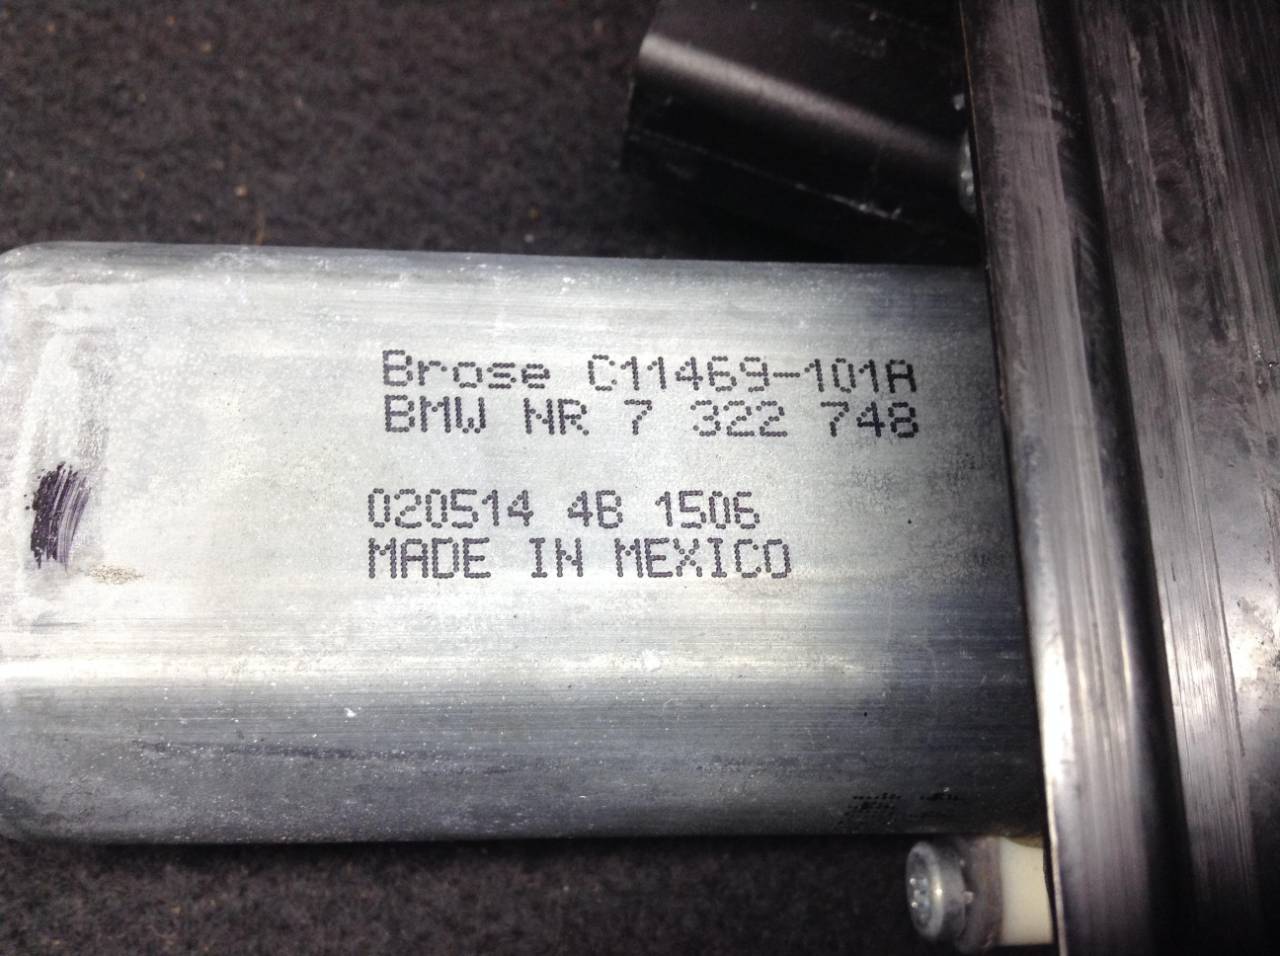 Brose C11469-101A
BMW NR 7 322 748
020514 4B 1506
MADE IN MEXICO